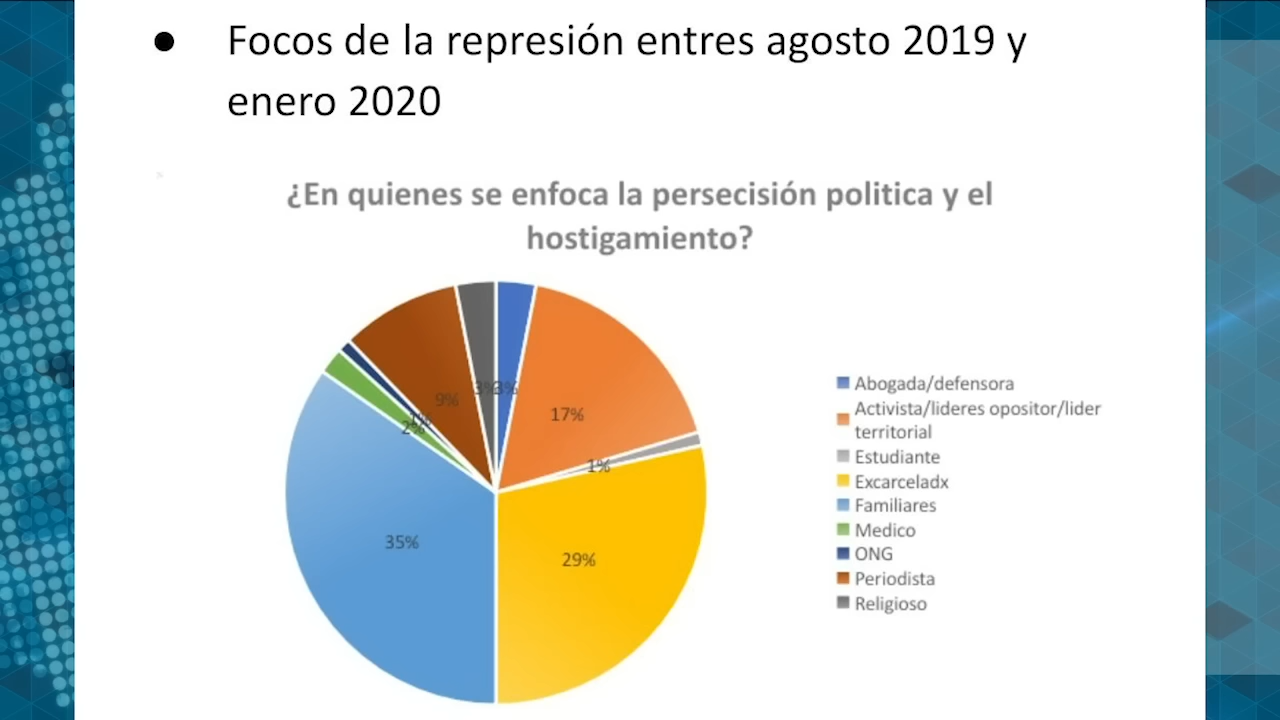 ● Focos de la represión entres agosto 2019 y
enero 2020
¿En quienes se enfoca la persecisión politica y el
hostigamiento?
3%
3%
17%
9%
1%
2%
1%
35%
29%
Abogada/defensora
Activista/lideres opositor/lider
territorial
Estudiante
Excarceladx
Familiares
Medico
ONG
Periodista
Religioso